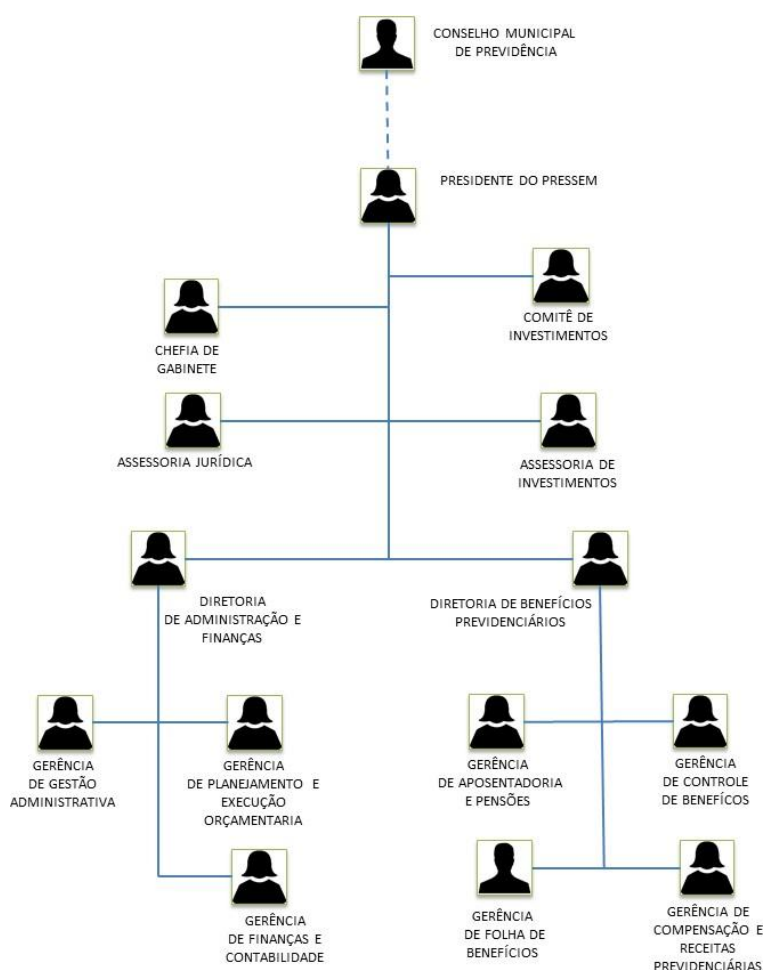 CONSELHO MUNICIPAL
DE PREVIDÊNCIA
PRESIDENTE DO PRESSEM
COMITÊ DE
INVESTIMENTOS
CHEFIA DE
GABINETE
ASSESSORIA JURÍDICA
ASSESSORIA DE
INVESTIMENTOS
DIRETORIA
DE ADMINISTRAÇÃO E
FINANÇAS
DIRETORIA DE BENEFÍCIOS
PREVIDENCIÁRIOS
GERÊNCIA
DE GESTÃO
ADMINISTRATIVA
GERÊNCIA
DE PLANEJAMENTO E
EXECUÇÃO
ORÇAMENTARIA
GERÊNCIA
DE APOSENTADORIA
E PENSÕES
GERÊNCIA
DE CONTROLE
DE BENEFÍCOS
GERÊNCIA
DE FINANÇAS E
CONTABILIDADE
GERÊNCIA
DE FOLHA DE
BENEFÍCIOS
GERÊNCIA DE
COMPENSAÇÃO E
RECEITAS
PREVIDENCIÁRIAS